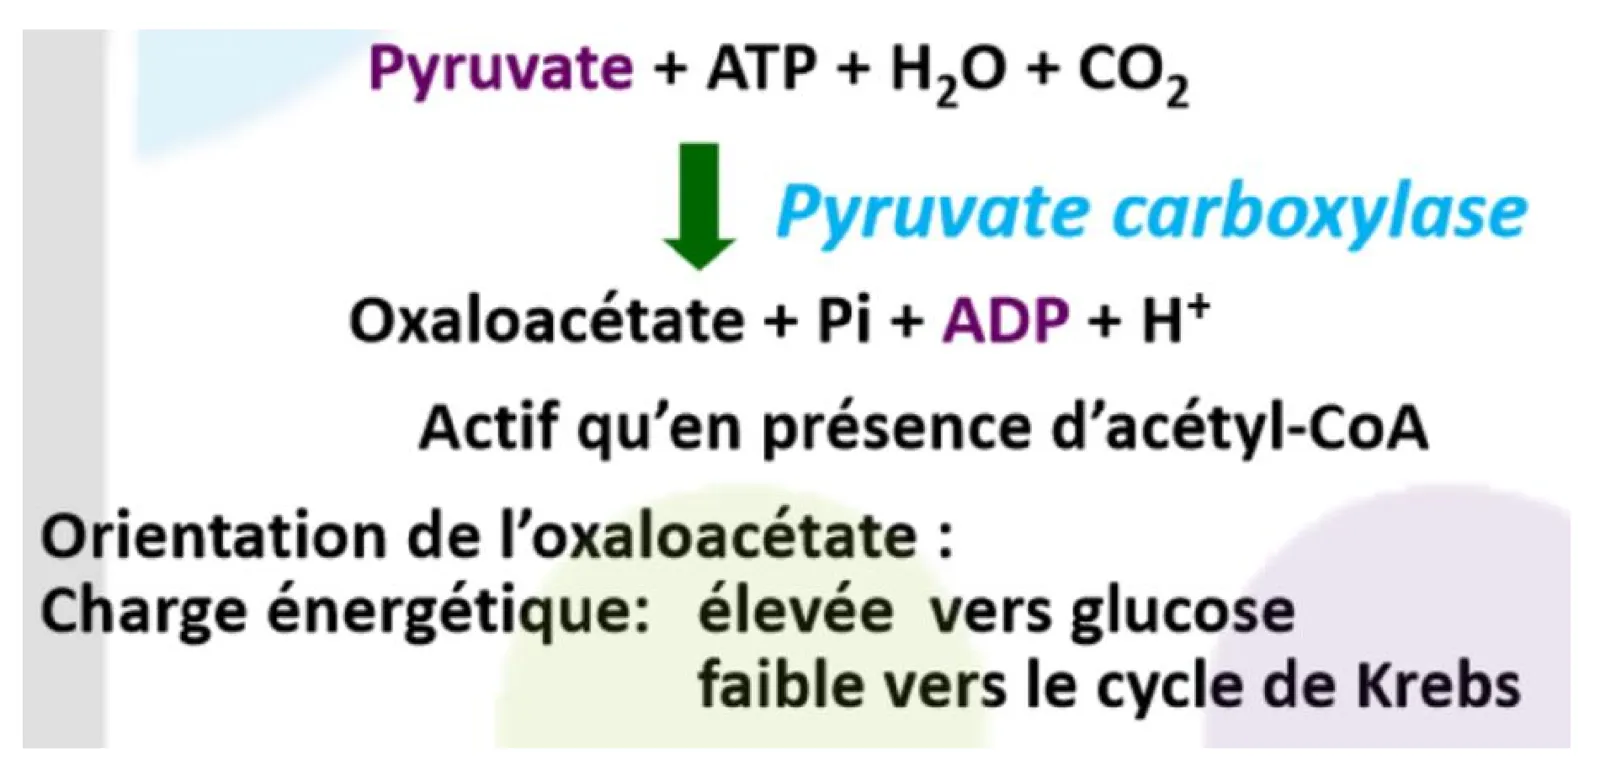 Pyruvate + ATP + H₂O + CO₂
Pyruvate carboxylase
Oxaloacétate + Pi + ADP + H⁺
Actif qu’en présence d’acétyl-CoA
Orientation de l’oxaloacétate :
Charge énergétique: élevée vers glucose
faible vers le cycle de Krebs